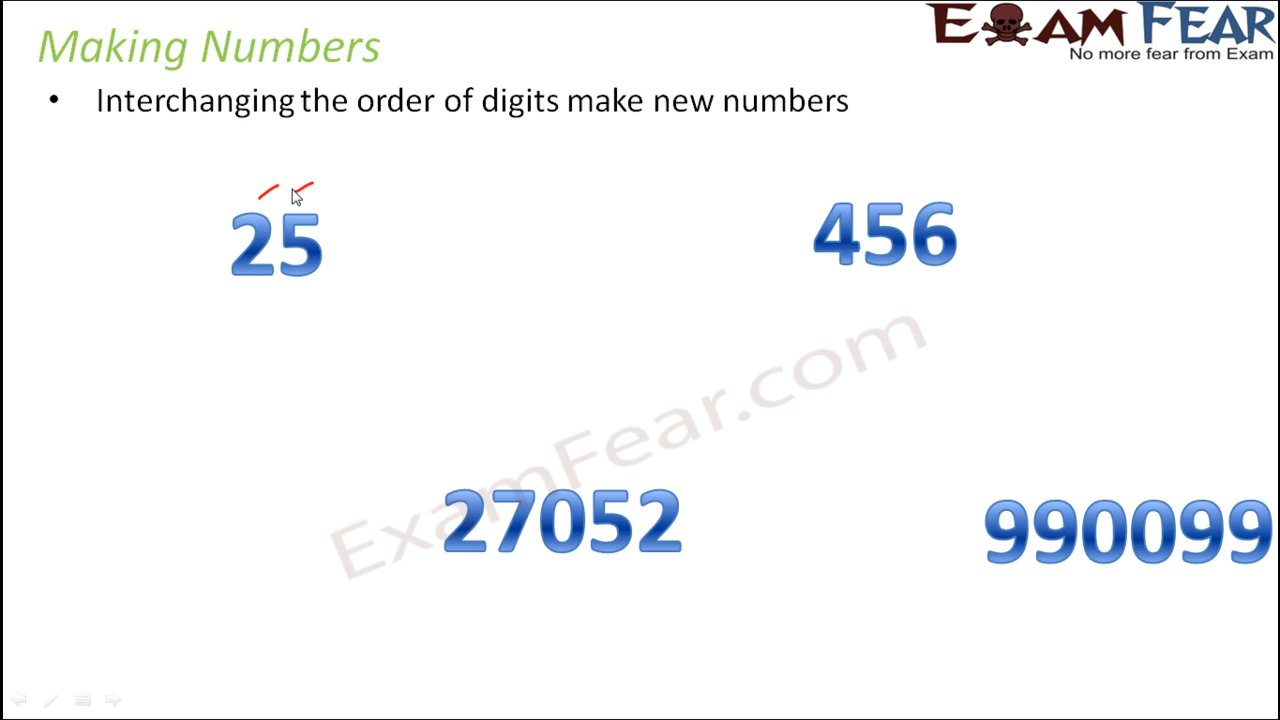 Making Numbers
EXAM FEAR
No more fear from Exam
• Interchanging the order of digits make new numbers
25
456
ExamFear.com
27052
990099